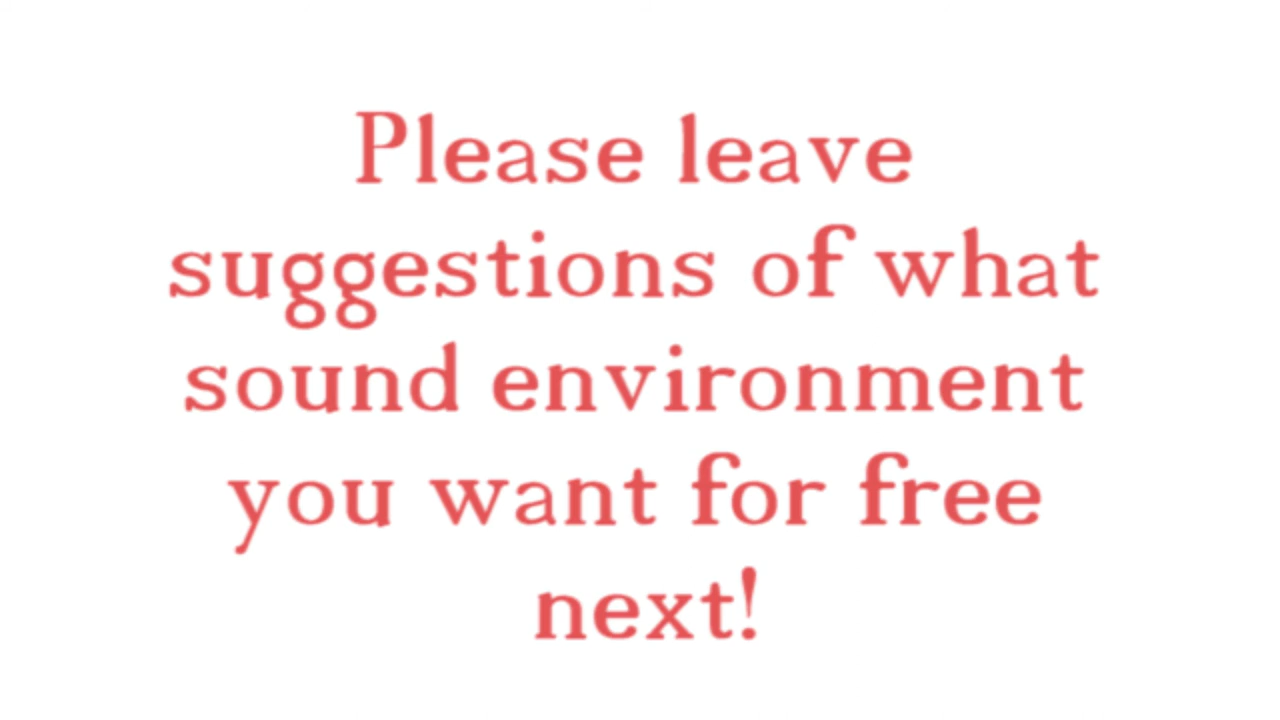 Please leave
suggestions of what
sound environment
you want for free
next!